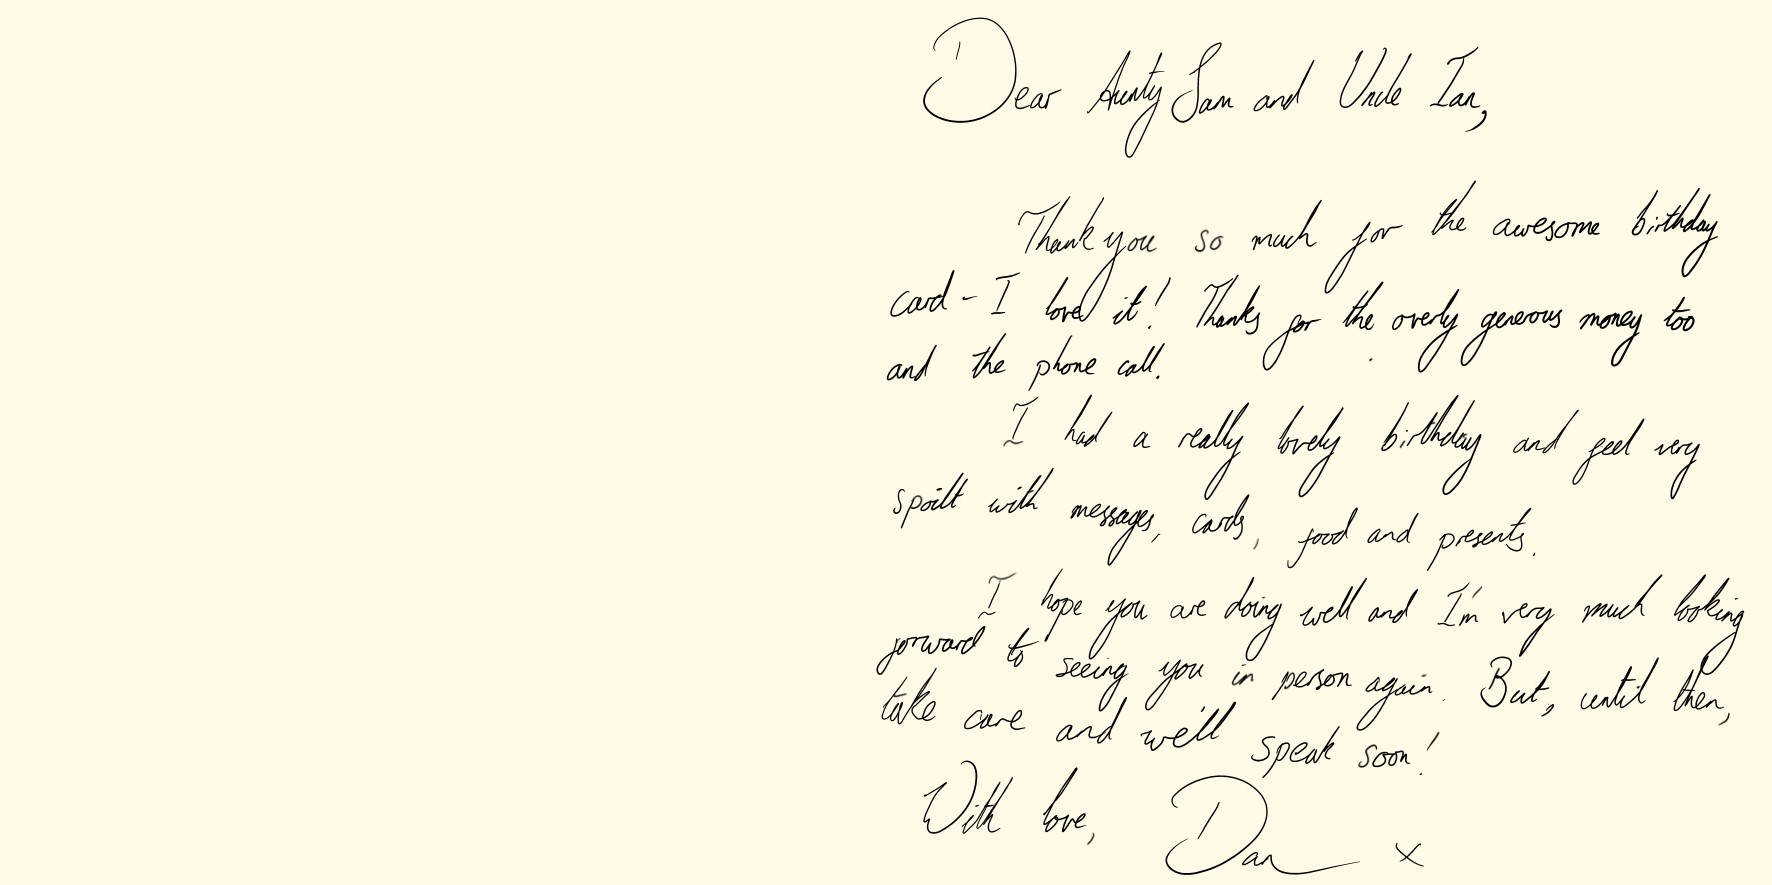 Dear Aunty Sam and Uncle Ian,
Thank you so much for the awesome birthday
card - I loved it! Thanks for the overly generous money too
and the phone call.
I had a really lovely birthday and feel very
spoilt with messages, cards, food and presents.
I hope you are doing well and I'm very much looking
forward to seeing you in person again. But, until then,
take care and we'll speak soon!
With love, Dan x